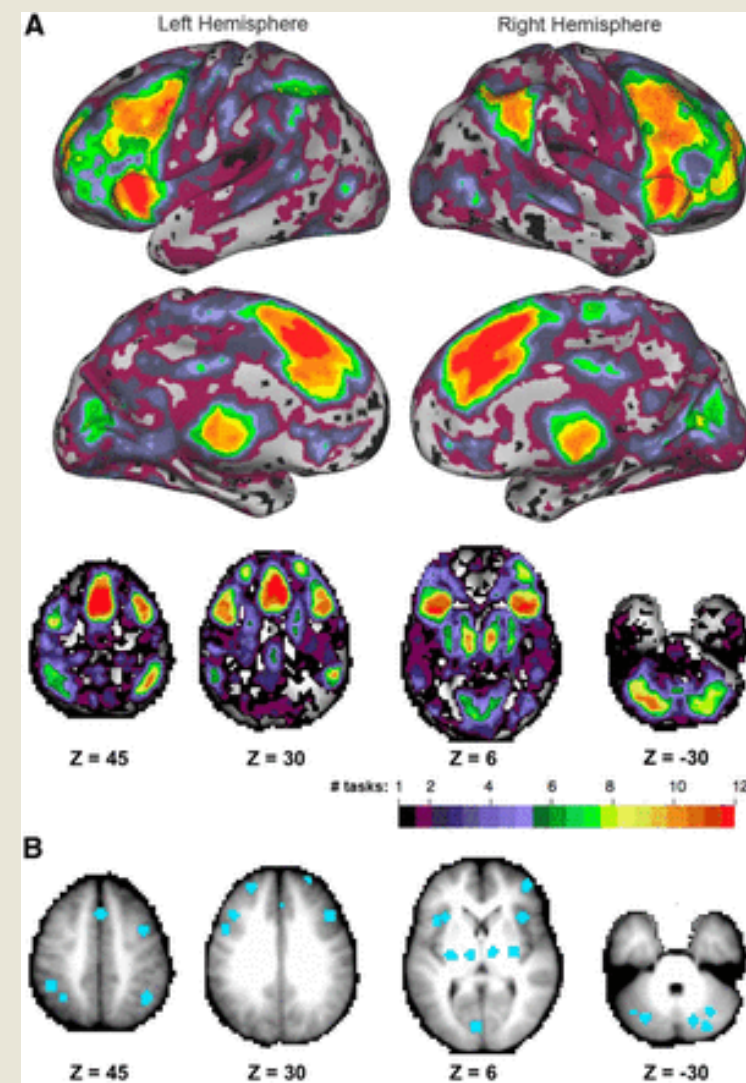 A
Left Hemisphere Right Hemisphere
Z = 45 Z = 30 Z = 6 Z = -30
# tasks: 1 2 4 6 8 10 12
B
Z = 45 Z = 30 Z = 6 Z = -30